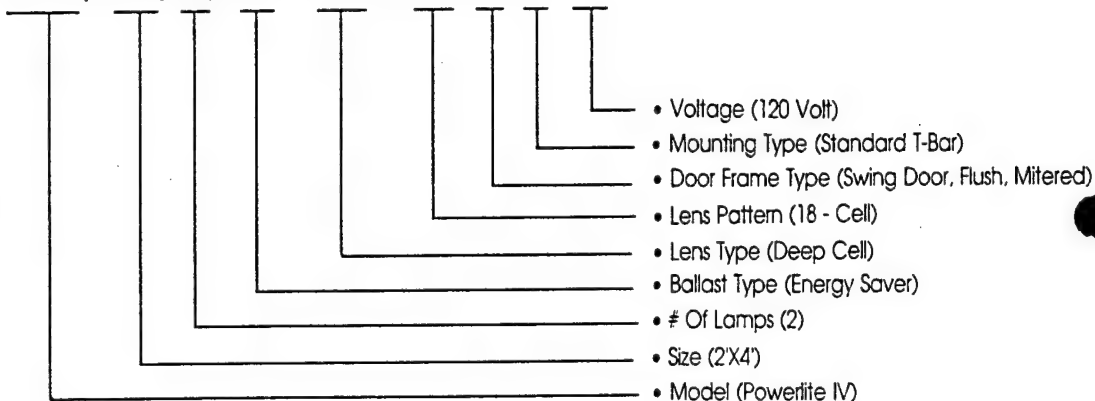 • Voltage (120 Volt)
• Mounting Type (Standard T-Bar)
• Door Frame Type (Swing Door, Flush, Mitered)
• Lens Pattern (18 - Cell)
• Lens Type (Deep Cell)
• Ballast Type (Energy Saver)
• # Of Lamps (2)
• Size (2'X4')
• Model (Powerlite IV)